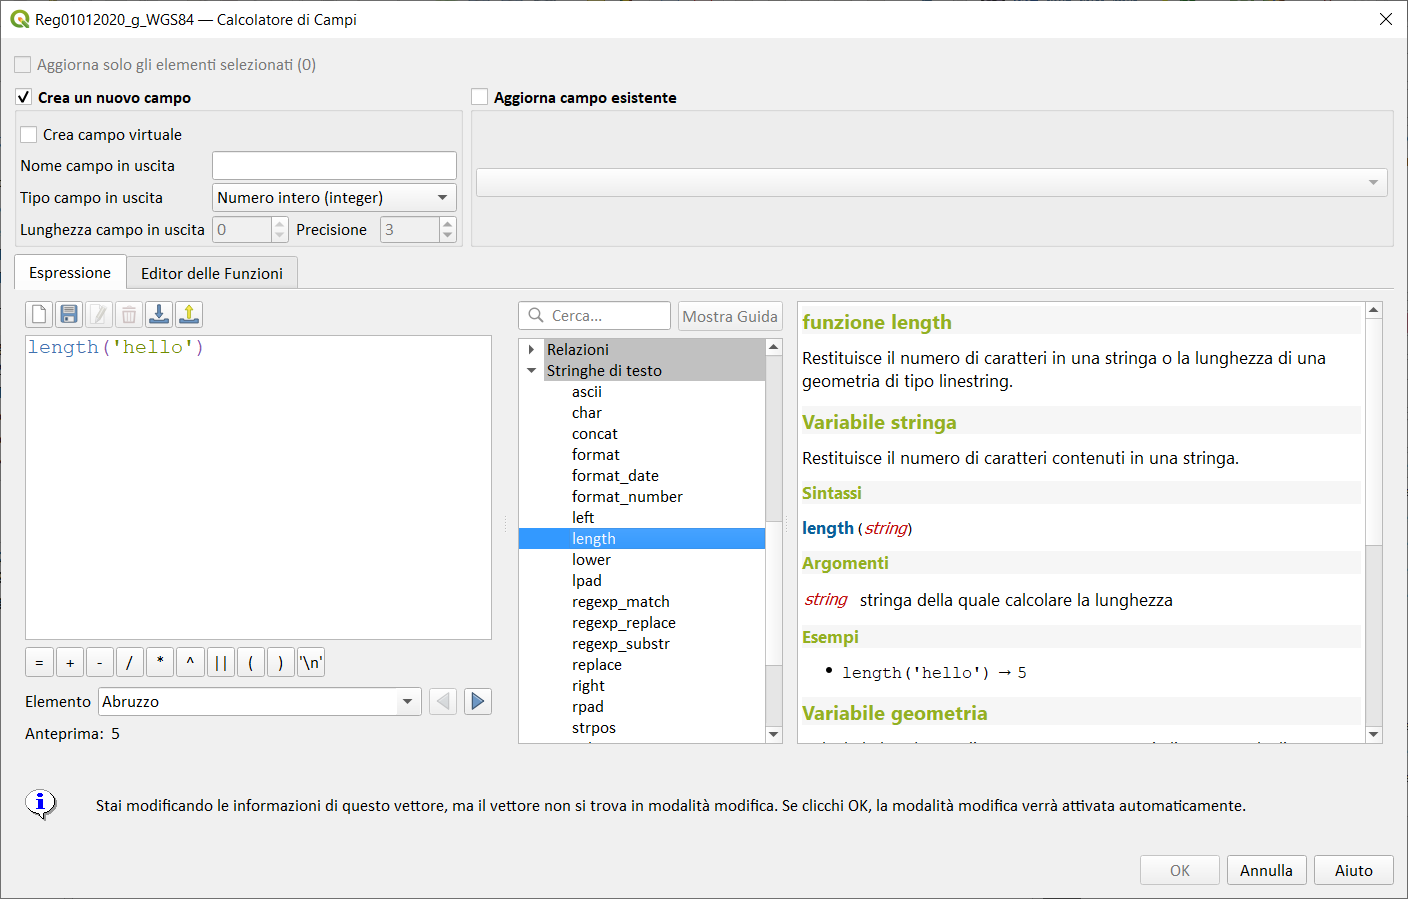 Reg01012020_g_WGS84 — Calcolatore di Campi
Aggiorna solo gli elementi selezionati (0)
Crea un nuovo campo
Aggiorna campo esistente
Crea campo virtuale
Nome campo in uscita
Tipo campo in uscita Numero intero (integer)
Lunghezza campo in uscita 0 Precisione 3
Espressione Editor delle Funzioni
length('hello')
= + - / * ^ || ( ) '\n'
Elemento Abruzzo
Anteprima: 5
Cerca... Mostra Guida
Relazioni
Stringhe di testo
ascii
char
concat
format
format_date
format_number
left
length
lower
lpad
regexp_match
regexp_replace
regexp_substr
replace
right
rpad
strpos
funzione length
Restituisce il numero di caratteri in una stringa o la lunghezza di una
geometria di tipo linestring.
Variabile stringa
Restituisce il numero di caratteri contenuti in una stringa.
Sintassi
length (string)
Argomenti
string stringa della quale calcolare la lunghezza
Esempi
• length('hello') → 5
Variabile geometria
Stai modificando le informazioni di questo vettore, ma il vettore non si trova in modalità modifica. Se clicchi OK, la modalità modifica verrà attivata automaticamente.
OK Annulla Aiuto